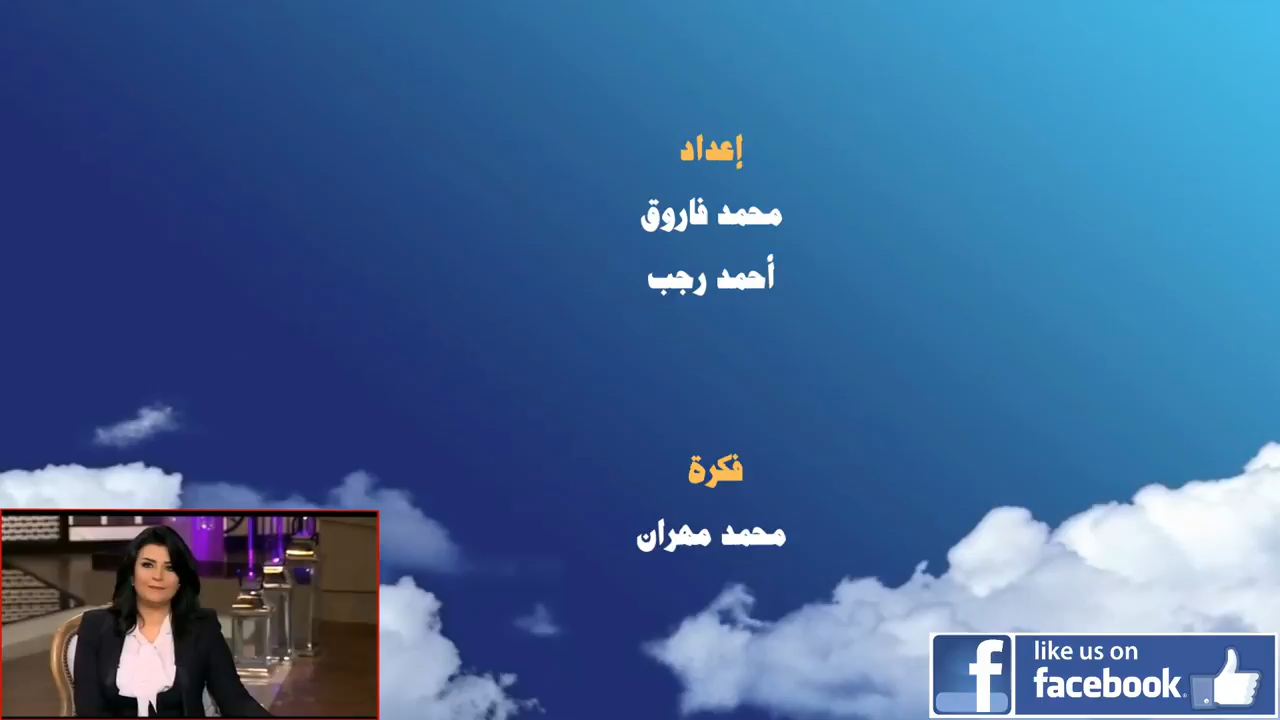 إعداد
محمد فاروق
أحمد رجب
فكرة
محمد مهران
like us on
facebook